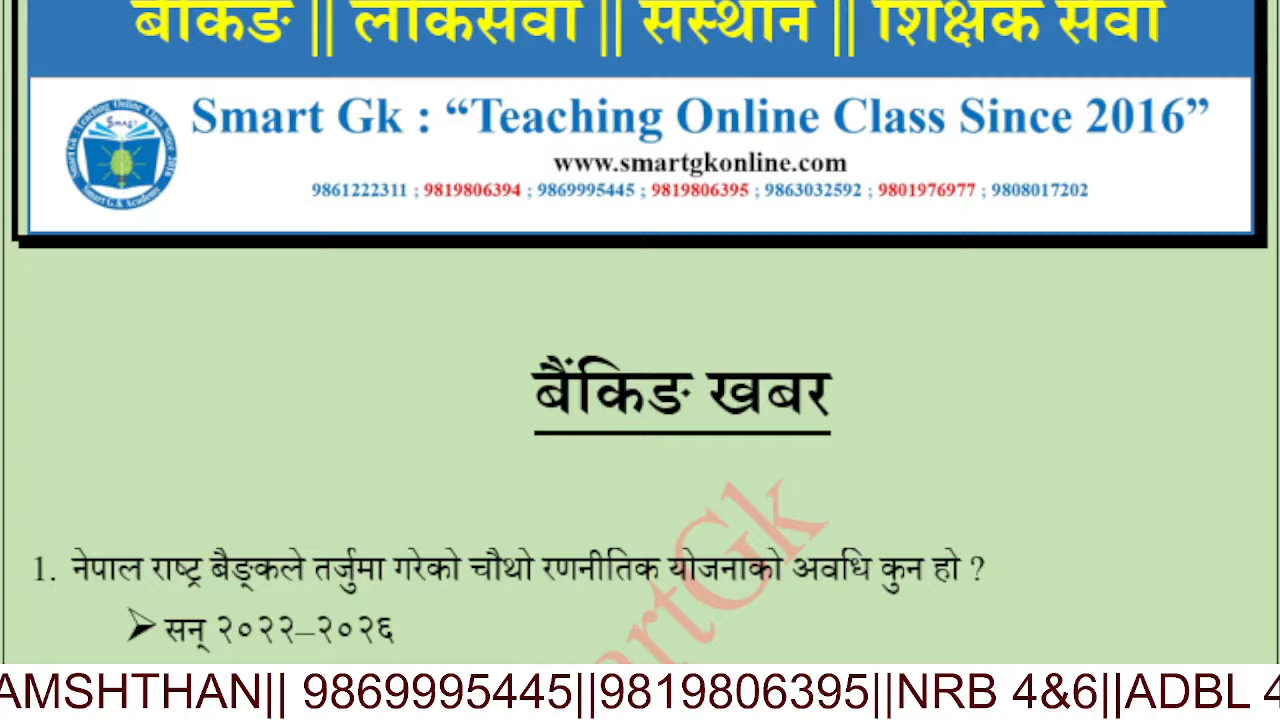 बैंकिङ || लोकसेवा || संस्थान || शिक्षक सेवा
Smart Gk : “Teaching Online Class Since 2016”
www.smartgkonline.com
9861222311 ; 9819806394 ; 9869995445 ; 9819806395 ; 9863032592 ; 9801976977 ; 9808017202
बैंकिङ खबर
1. नेपाल राष्ट्र बैङ्कले तर्जुमा गरेको चौथो रणनीतिक योजनाको अवधि कुन हो ?
➢ सन् २०२२–२०२६
AMSHTHAN|| 9869995445||9819806395||NRB 4&6||ADBL 4